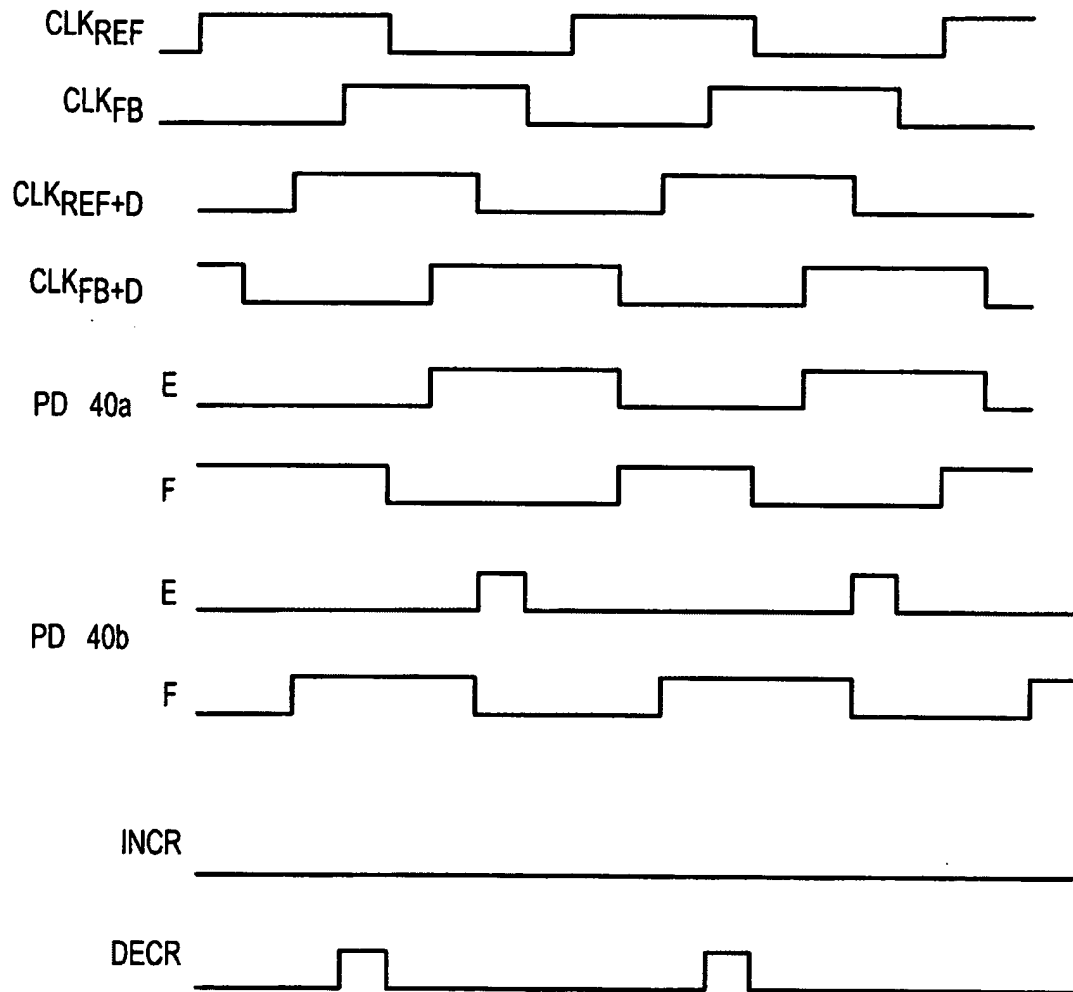 CLKREF
CLKFB
CLKREF+D
CLKFB+D
E
PD 40a
F
E
PD 40b
F
INCR
DECR